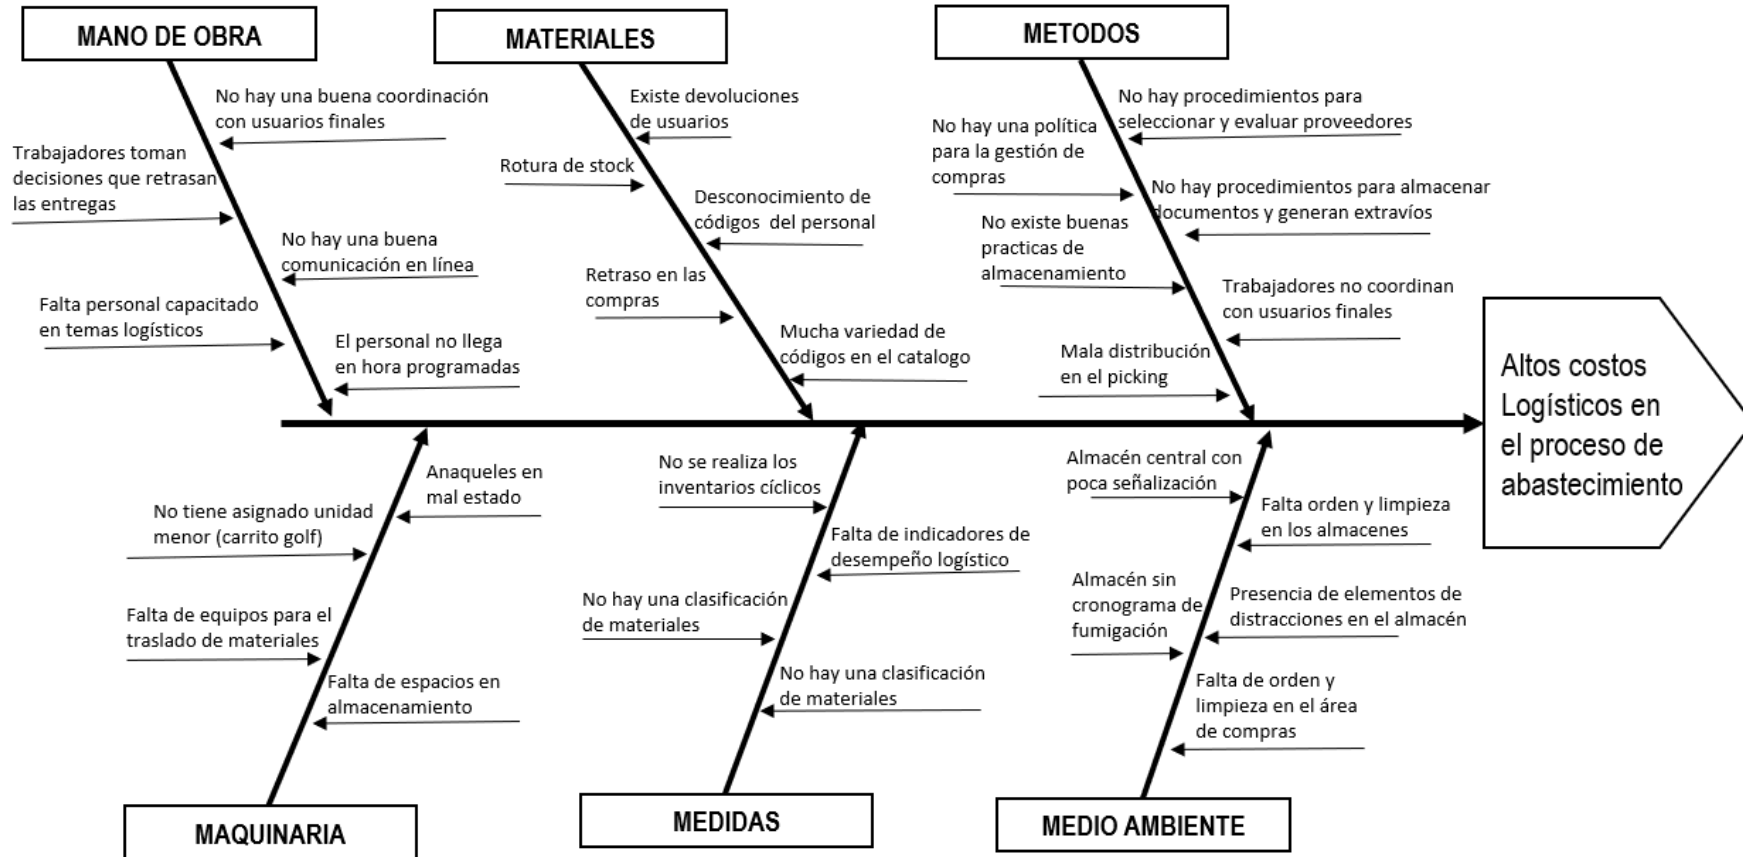 MANO DE OBRA
MATERIALES
METODOS
No hay una buena coordinación
con usuarios finales
Trabajadores toman
decisiones que retrasan
las entregas
No hay una buena
comunicación en línea
Falta personal capacitado
en temas logísticos
El personal no llega
en hora programadas
Existe devoluciones
de usuarios
Rotura de stock
Desconocimiento de
códigos del personal
Retraso en las
compras
Mucha variedad de
códigos en el catalogo
No hay procedimientos para
seleccionar y evaluar proveedores
No hay una política
para la gestión de
compras
No hay procedimientos para almacenar
documentos y generan extravíos
No existe buenas
practicas de
almacenamiento
Trabajadores no coordinan
con usuarios finales
Mala distribución
en el picking
Altos costos
Logísticos en
el proceso de
abastecimiento
Anaqueles en
mal estado
No tiene asignado unidad
menor (carrito golf)
Falta de equipos para el
traslado de materiales
Falta de espacios en
almacenamiento
No se realiza los
inventarios cíclicos
Falta de indicadores de
desempeño logístico
No hay una clasificación
de materiales
No hay una clasificación
de materiales
Almacén central con
poca señalización
Falta orden y limpieza
en los almacenes
Almacén sin
cronograma de
fumigación
Presencia de elementos de
distracciones en el almacén
Falta de orden y
limpieza en el área
de compras
MAQUINARIA
MEDIDAS
MEDIO AMBIENTE